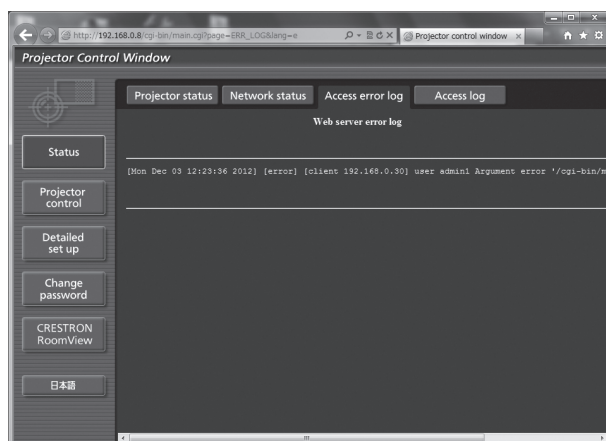 http://192.168.0.8/cgi-bin/main.cgi?page=ERR_LOG&lang=e
Projector control window
Projector Control Window
Projector status
Network status
Access error log
Access log
Web server error log
[Mon Dec 03 12:23:36 2012] [error] [client 192.168.0.30] user admin1 Argument error '/cgi-bin/m
Status
Projector control
Detailed set up
Change password
CRESTRON RoomView
日本語